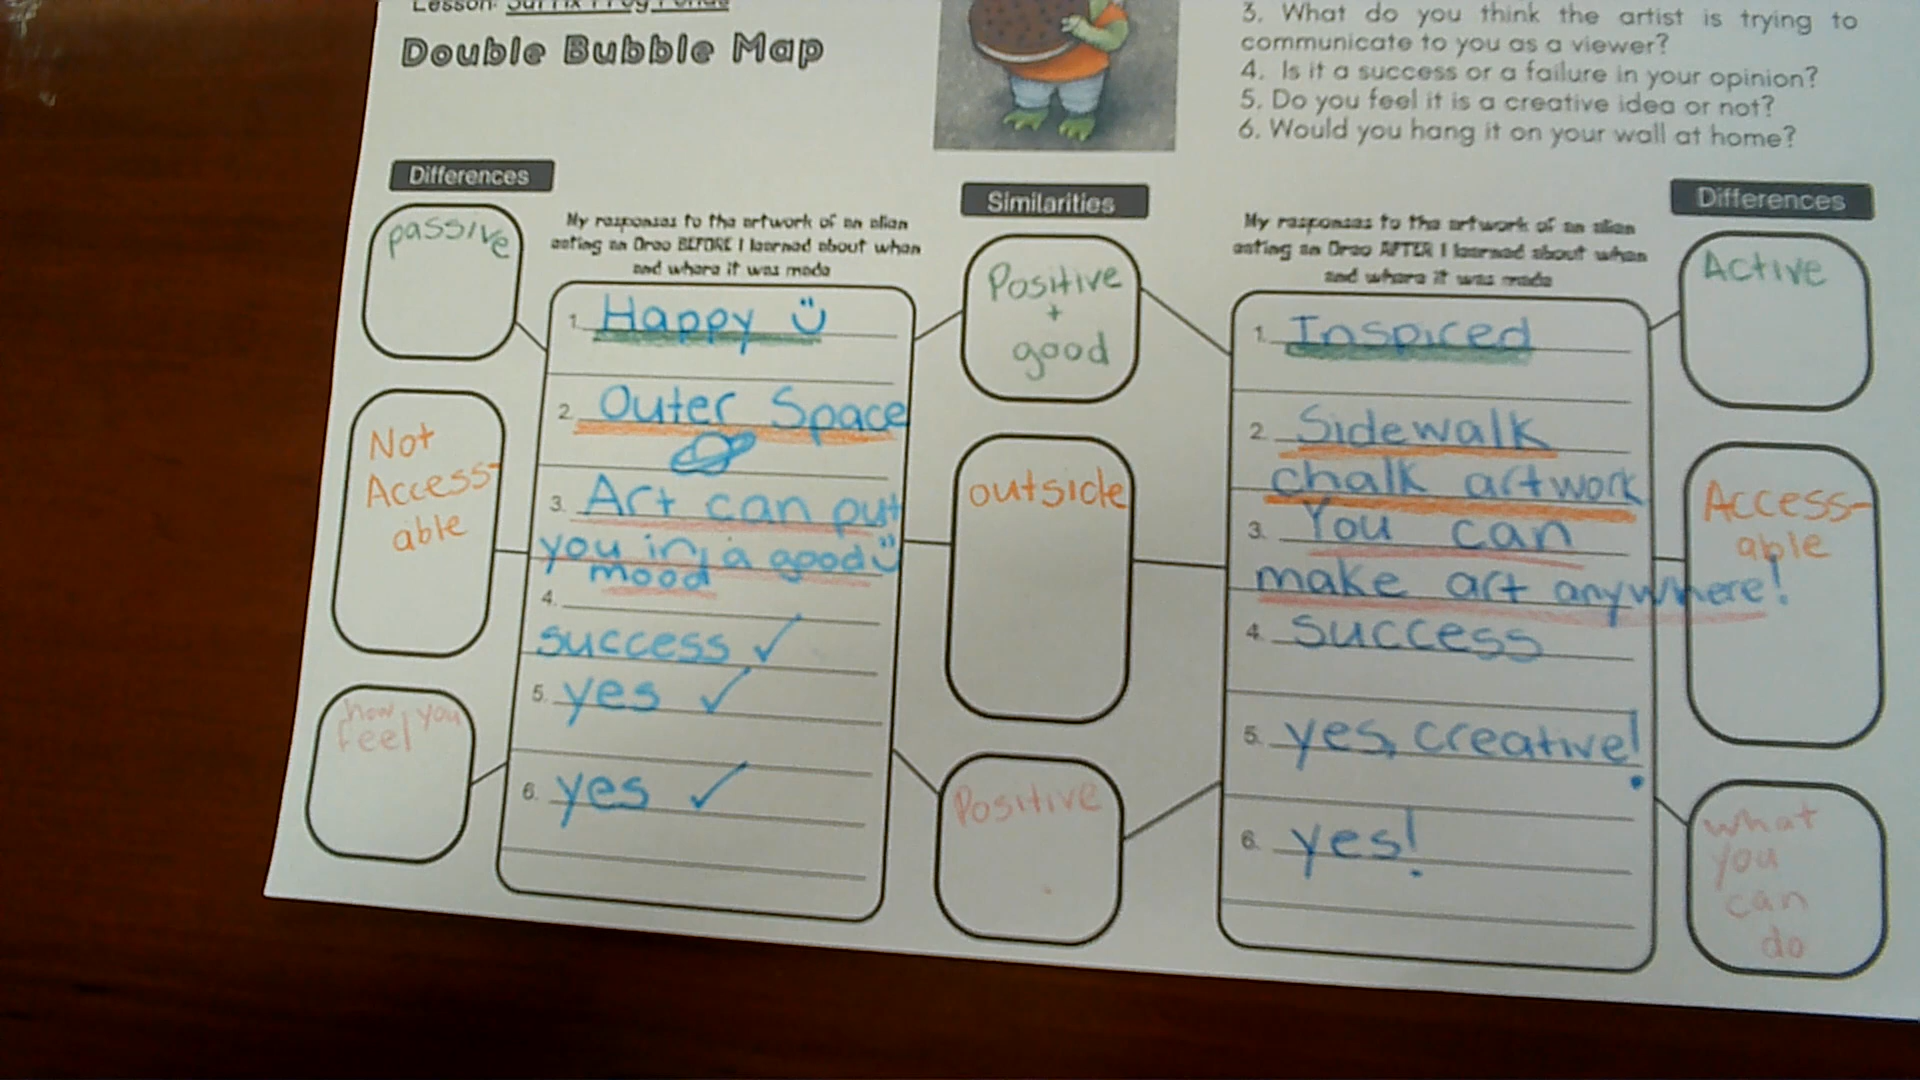 Lesson: Suffix Frog Pond
Double Bubble Map
3. What do you think the artist is trying to
communicate to you as a viewer?
4. Is it a success or a failure in your opinion?
5. Do you feel it is a creative idea or not?
6. Would you hang it on your wall at home?
Differences
passive
Not
Access-
able
how you
feel
My responses to the artwork of an alien
eating an Oreo BEFORE I learned about when
and where it was made
1. Happy
2. Outer Space
3. Art can put
you in a good
mood
4.
success ✓
5. yes ✓
6. yes ✓
Similarities
Positive
+
good
outside
Positive
My responses to the artwork of an alien
eating an Oreo AFTER I learned about when
and where it was made
1. Inspired
2. Sidewalk
chalk artwork
3. You can
make art anywhere!
4. success
5. yes, creative!
6. yes!
Differences
Active
Access-
able
what
you
can
do